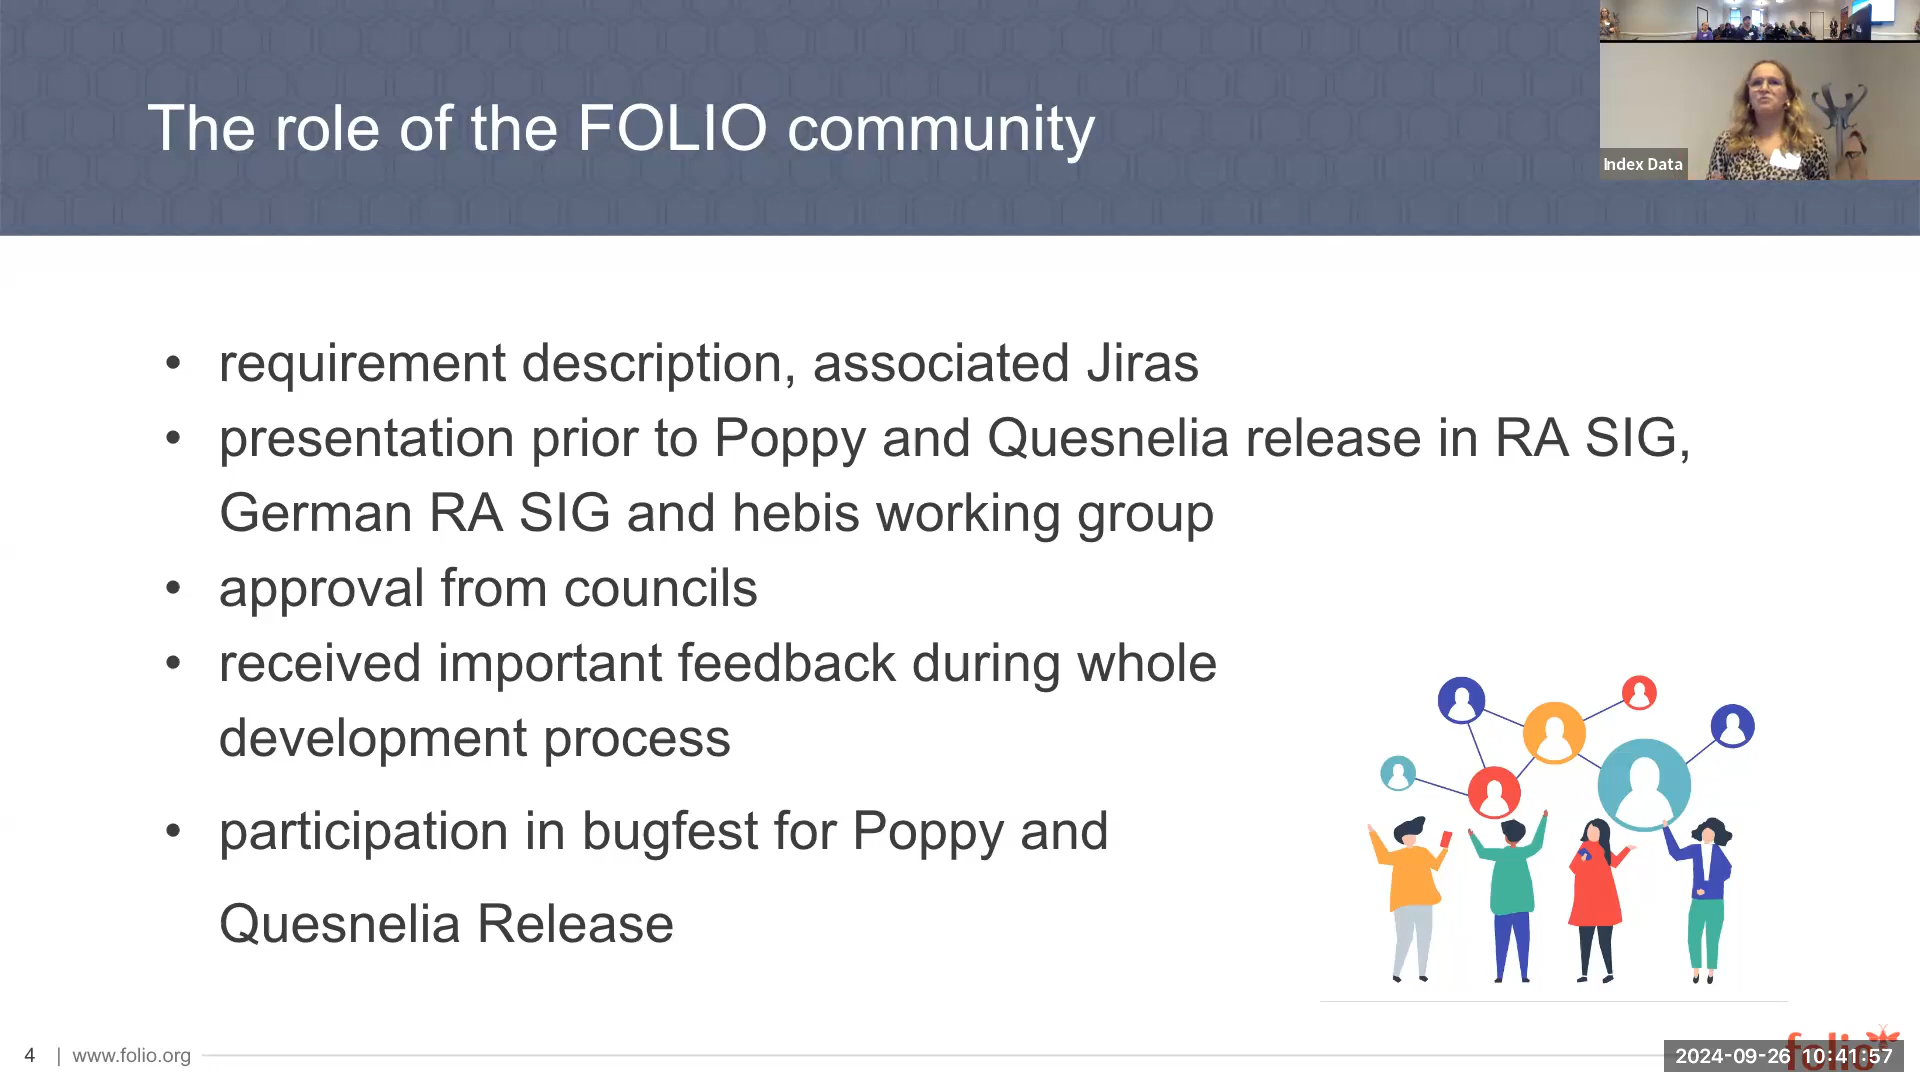 The role of the FOLIO community
Index Data
• requirement description, associated Jiras
• presentation prior to Poppy and Quesnelia release in RA SIG,
German RA SIG and hebis working group
• approval from councils
• received important feedback during whole
development process
• participation in bugfest for Poppy and
Quesnelia Release
4 | www.folio.org
folio
2024-09-26 10:41:57